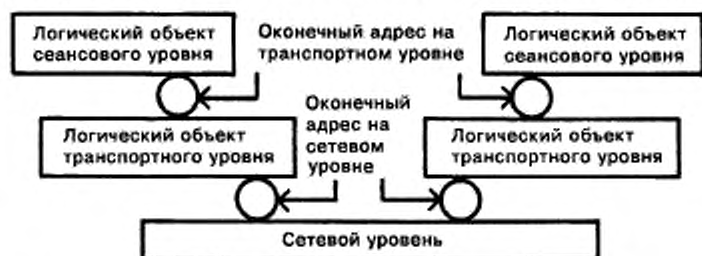 Логический объект
сеансового уровня
Оконечный адрес на
транспортном уровне
Логический объект
сеансового уровня
Оконечный
адрес на
сетевом
уровне
Логический объект
транспортного уровня
Логический объект
транспортного уровня
Сетевой уровень